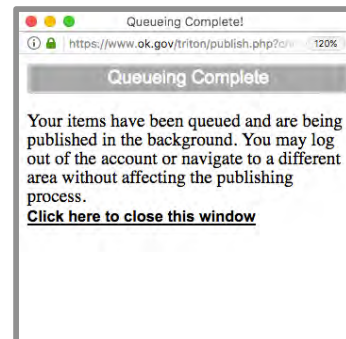 Queueing Complete!
https://www.ok.gov/triton/publish.php? 120%
Queueing Complete
Your items have been queued and are being
published in the background. You may log
out of the account or navigate to a different
area without affecting the publishing
process.
Click here to close this window